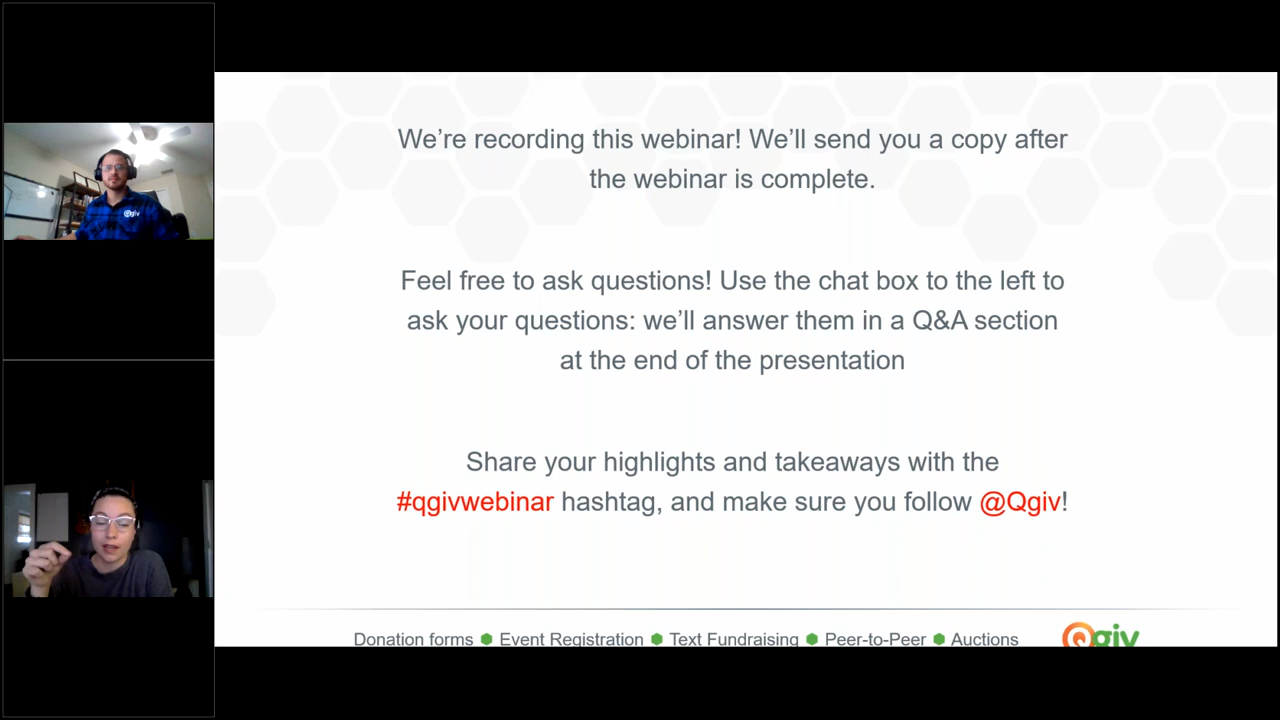 We're recording this webinar! We'll send you a copy after
the webinar is complete.
Feel free to ask questions! Use the chat box to the left to
ask your questions: we'll answer them in a Q&A section
at the end of the presentation
Share your highlights and takeaways with the
#qgivwebinar hashtag, and make sure you follow @Qgiv!
Donation forms Event Registration Text Fundraising Peer-to-Peer Auctions
Qgiv
Qgiv